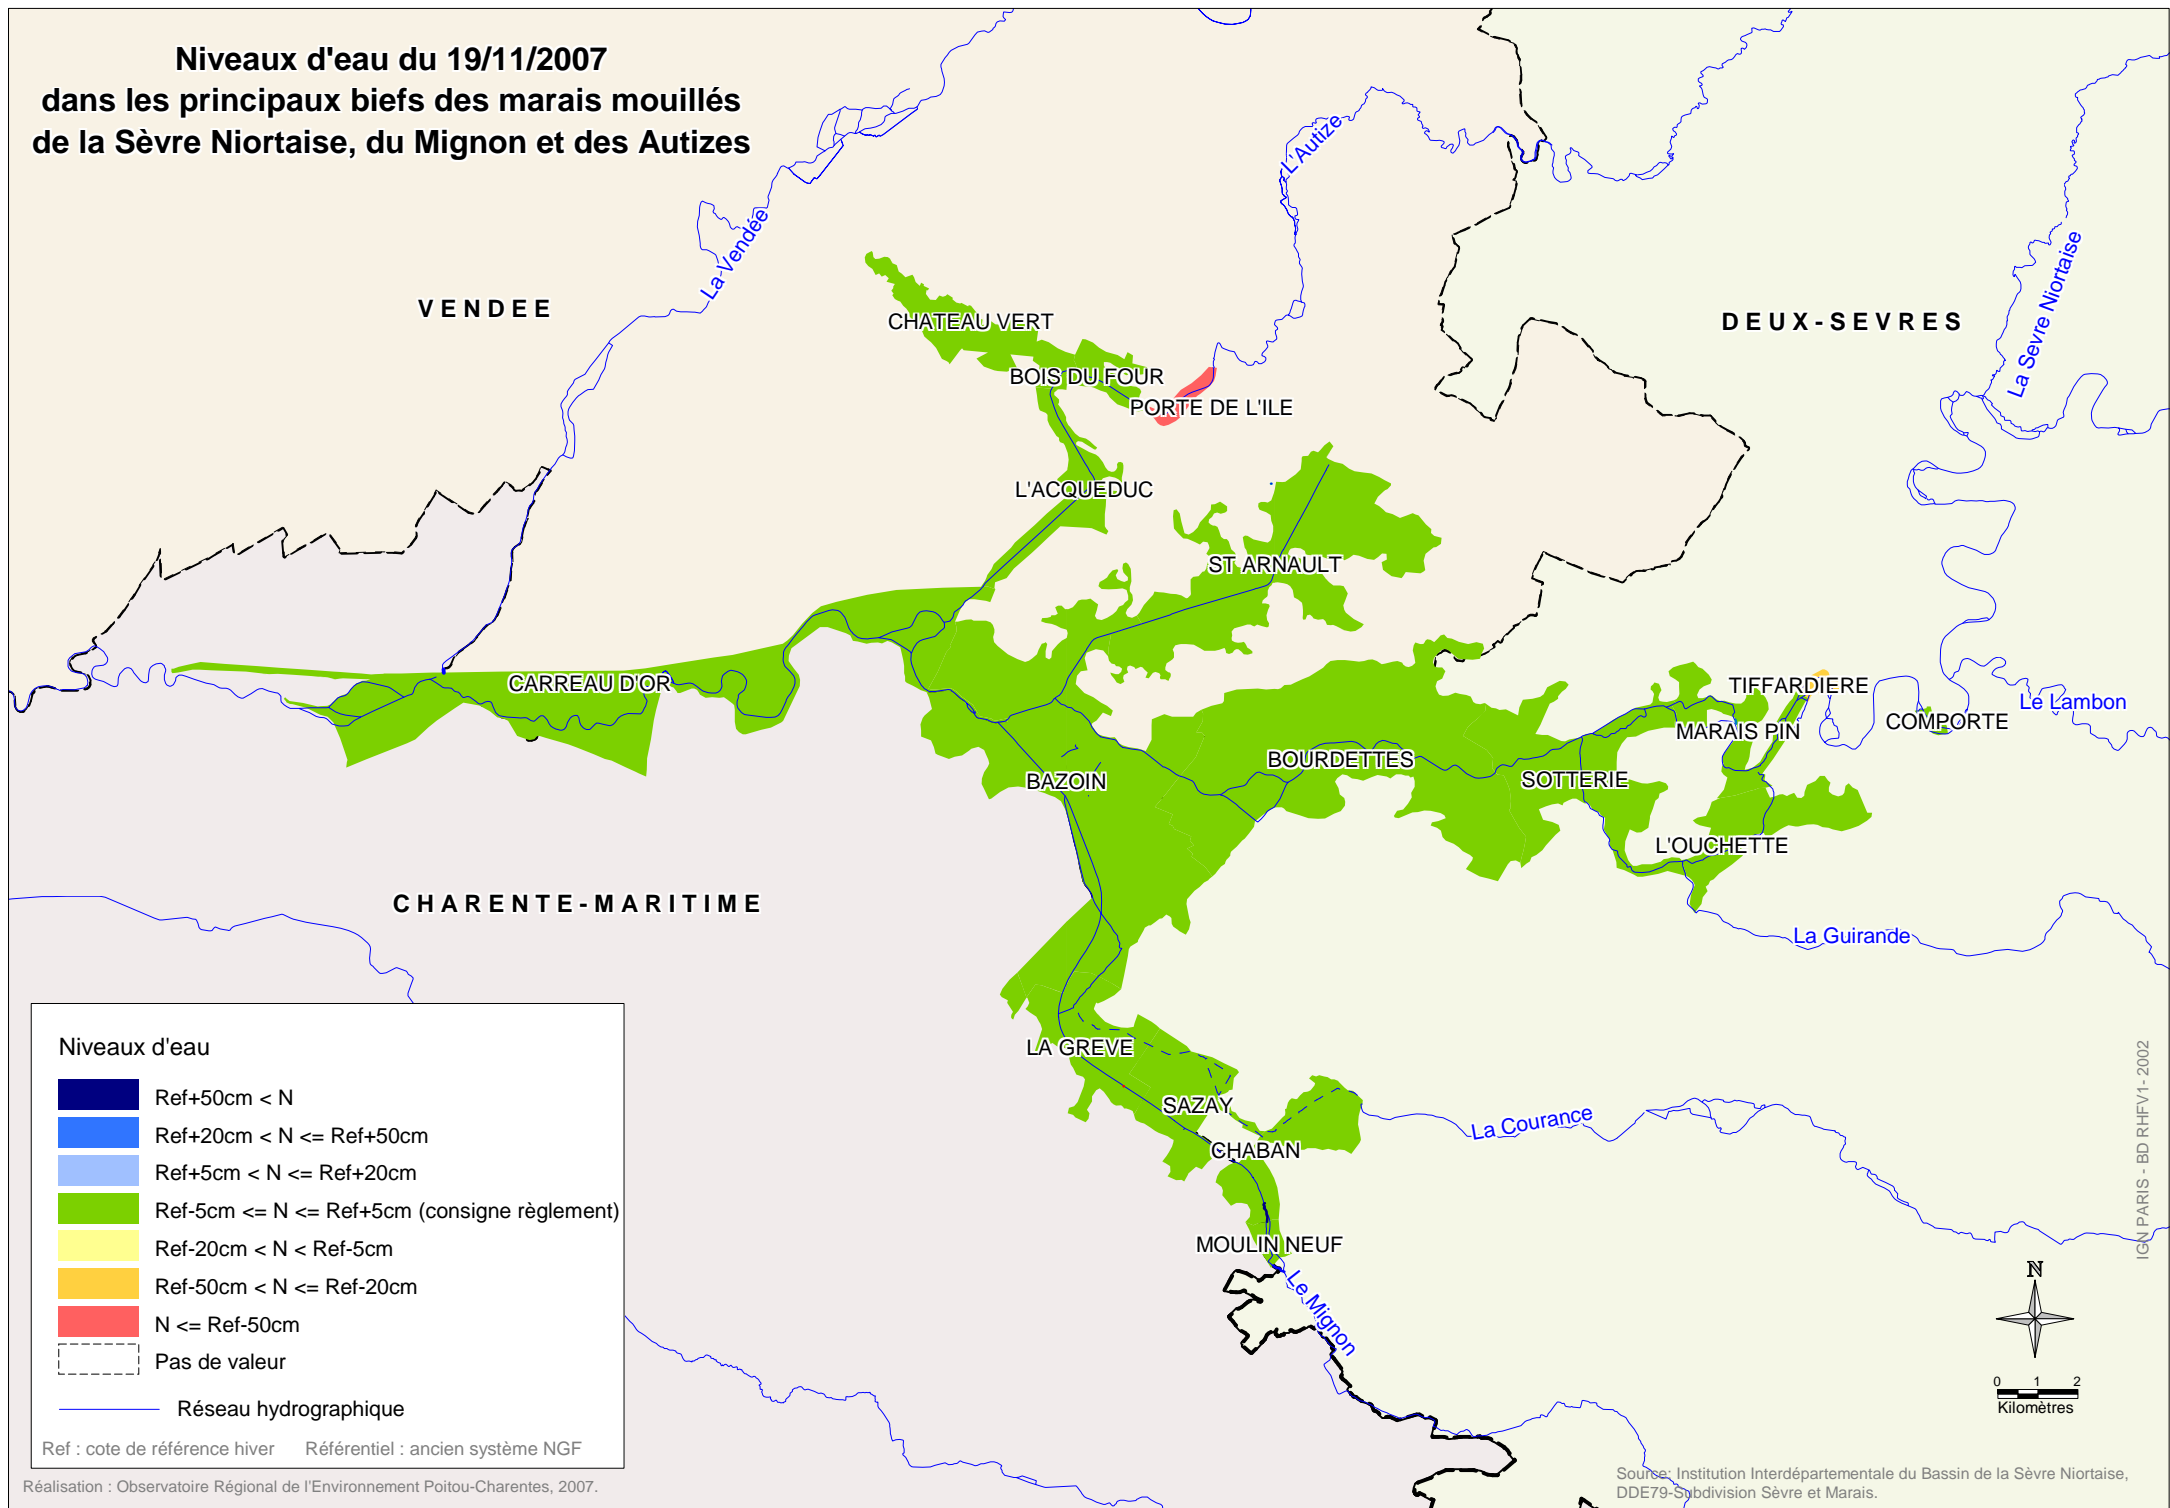 Niveaux d'eau du 19/11/2007
dans les principaux biefs des marais mouillés
de la Sèvre Niortaise, du Mignon et des Autizes
L'Autize
La Vendée
La Sevre Niortaise
VENDEE
DEUX-SEVRES
CHATEAU VERT
BOIS DU FOUR
PORTE DE L'ILE
L'ACQUEDUC
ST ARNAULT
CARREAU D'OR
TIFFARDIERE
Le Lambon
COMPORTE
MARAIS PIN
BOURDETTES
SOTTERIE
BAZOIN
L'OUCHETTE
CHARENTE-MARITIME
La Guirande
LA GREVE
SAZAY
La Courance
CHABAN
MOULIN NEUF
Le Mignon
Niveaux d'eau
Ref+50cm < N
Ref+20cm < N <= Ref+50cm
Ref+5cm < N <= Ref+20cm
Ref-5cm <= N <= Ref+5cm (consigne règlement)
Ref-20cm < N < Ref-5cm
Ref-50cm < N <= Ref-20cm
N <= Ref-50cm
Pas de valeur
Réseau hydrographique
Ref : cote de référence hiver Référentiel : ancien système NGF
Réalisation : Observatoire Régional de l'Environnement Poitou-Charentes, 2007.
IGN PARIS - BD RHFV1- 2002
N
0 1 2
Kilomètres
Source: Institution Interdépartementale du Bassin de la Sèvre Niortaise,
DDE79-Subdivision Sèvre et Marais.